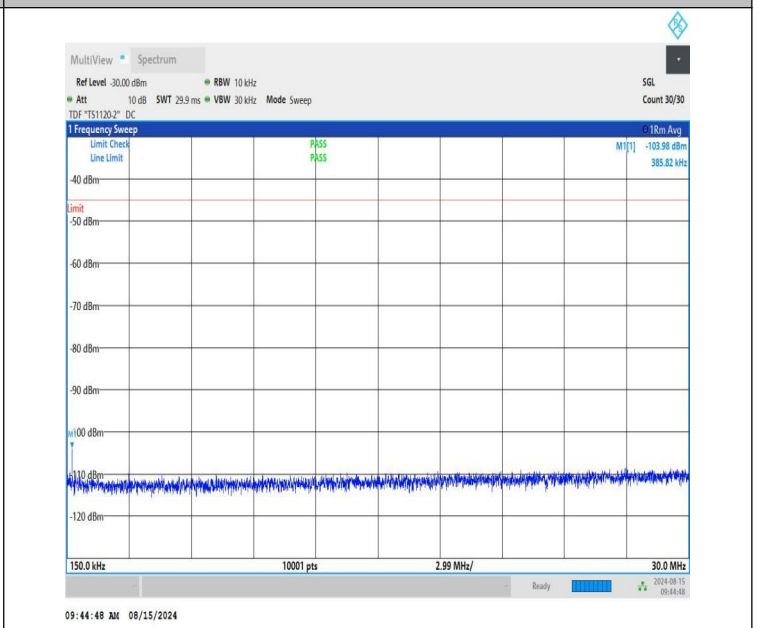 R&S
MultiView Spectrum
Ref Level -30.00 dBm RBW 10 kHz SGL
Att 10 dB SWT 29.9 ms VBW 30 kHz Mode Sweep Count 30/30
TDF "TS1120-2" DC
1 Frequency Sweep 1Rm Avg
Limit Check PASS M1[1] -103.98 dBm
Line Limit PASS 385.82 kHz
-40 dBm
Limit
-50 dBm
-60 dBm
-70 dBm
-80 dBm
-90 dBm
M1
-100 dBm
-110 dBm
-120 dBm
150.0 kHz 10001 pts 2.99 MHz/ 30.0 MHz
Ready 2024-08-15
09:44:48
09:44:48 AM 08/15/2024